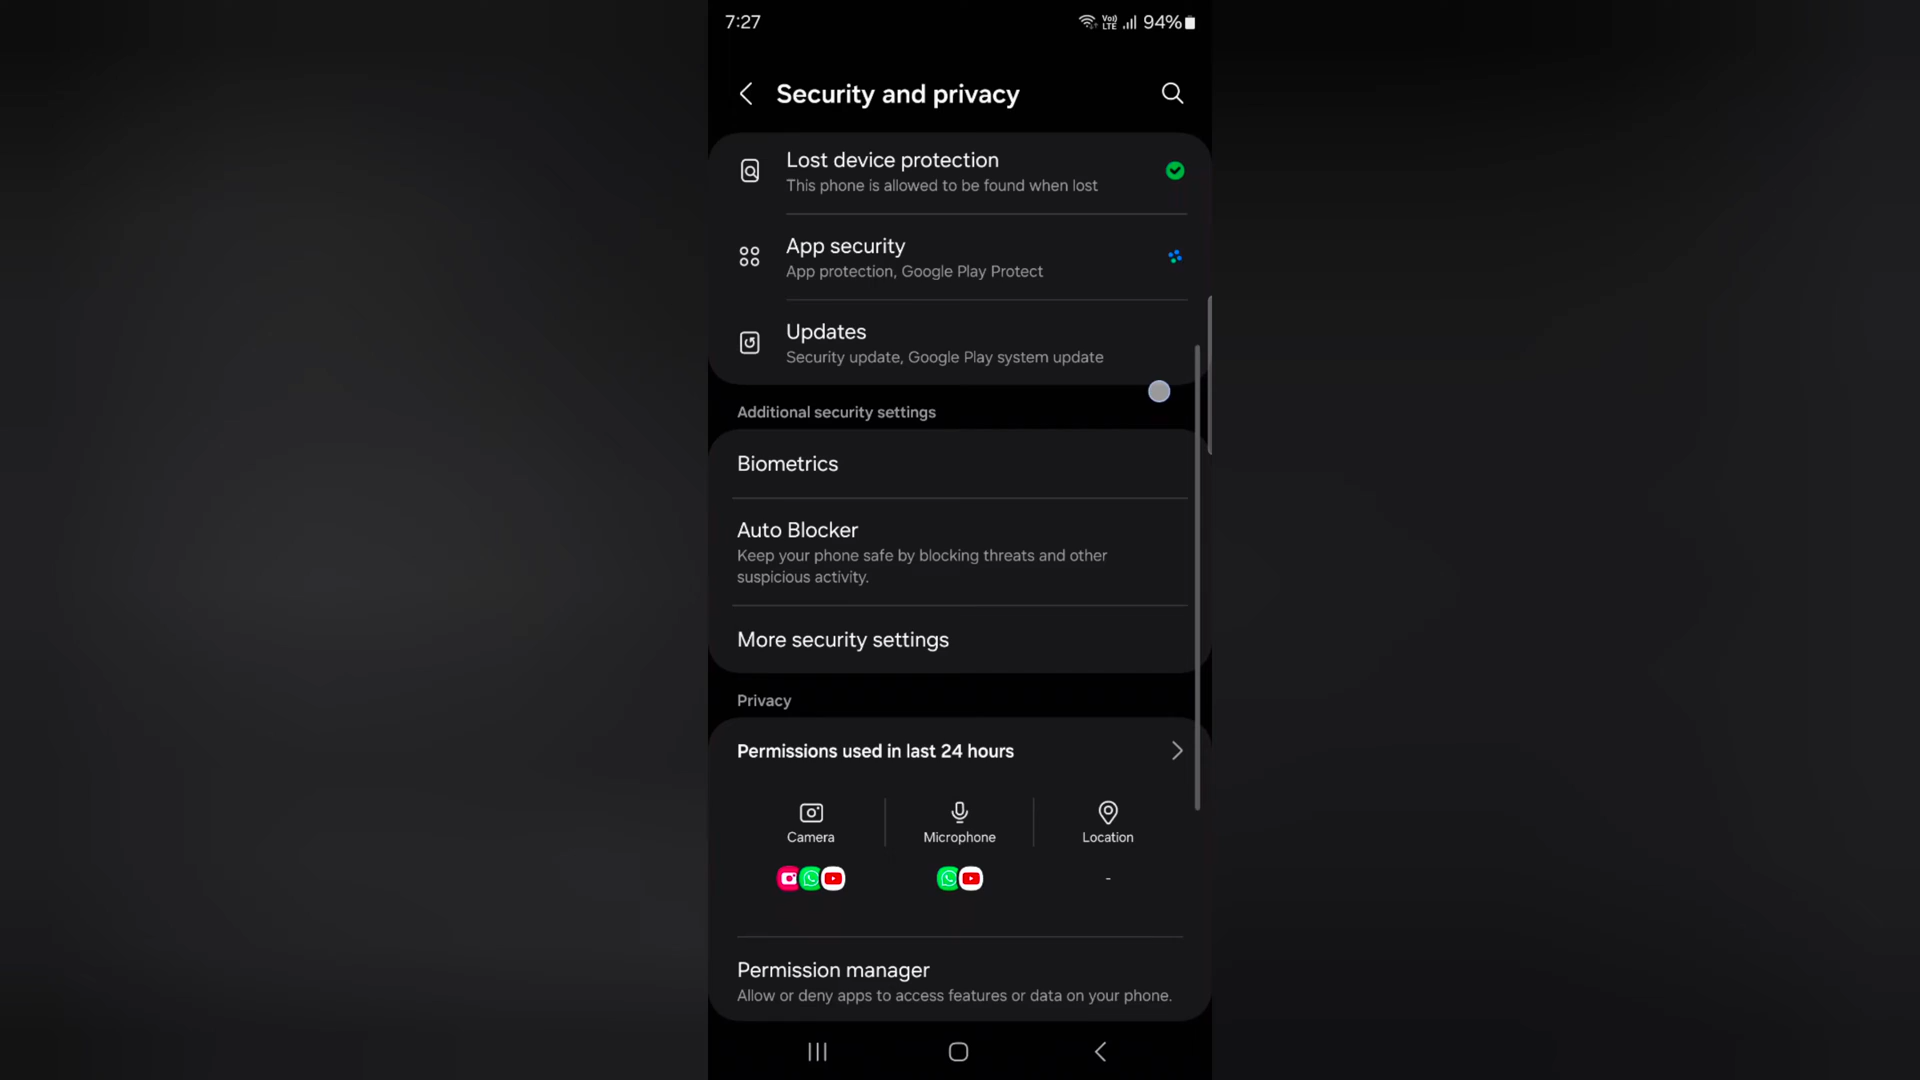 7:27
Vo)) LTE 94%
Security and privacy
Lost device protection
This phone is allowed to be found when lost
App security
App protection, Google Play Protect
Updates
Security update, Google Play system update
Additional security settings
Biometrics
Auto Blocker
Keep your phone safe by blocking threats and other
suspicious activity.
More security settings
Privacy
Permissions used in last 24 hours
Camera
Microphone
Location
-
Permission manager
Allow or deny apps to access features or data on your phone.